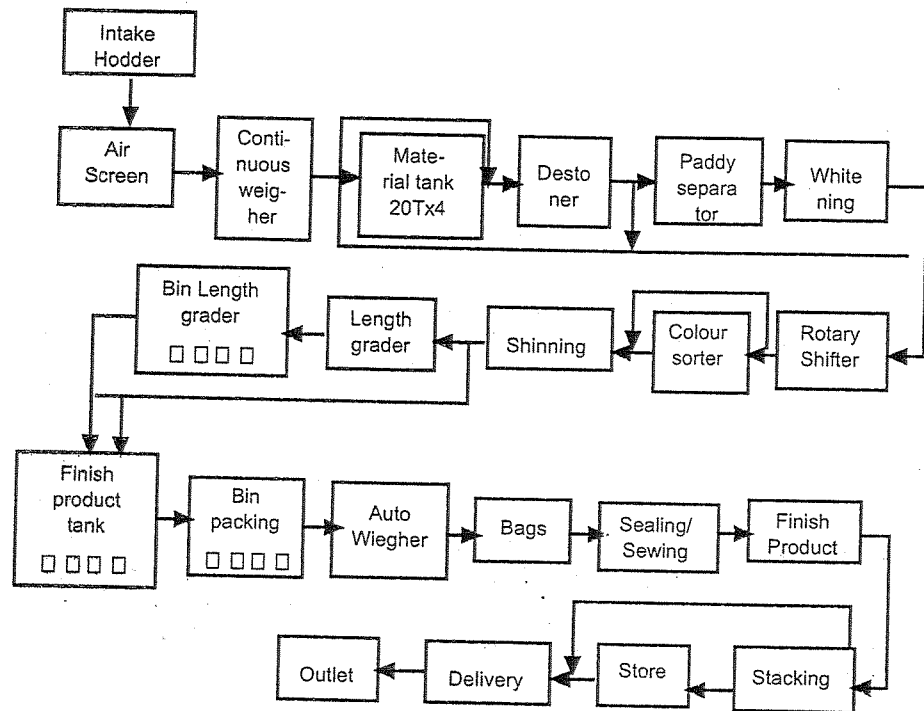 Intake
Hodder
Air
Screen
Conti-
nuous
weig-
her
Mate-
rial tank
20Tx4
Desto
ner
Paddy
separa
tor
White
ning
Bin Length
grader
Length
grader
Shinning
Colour
sorter
Rotary
Shifter
Finish
product
tank
Bin
packing
Auto
Wiegher
Bags
Sealing/
Sewing
Finish
Product
Outlet
Delivery
Store
Stacking